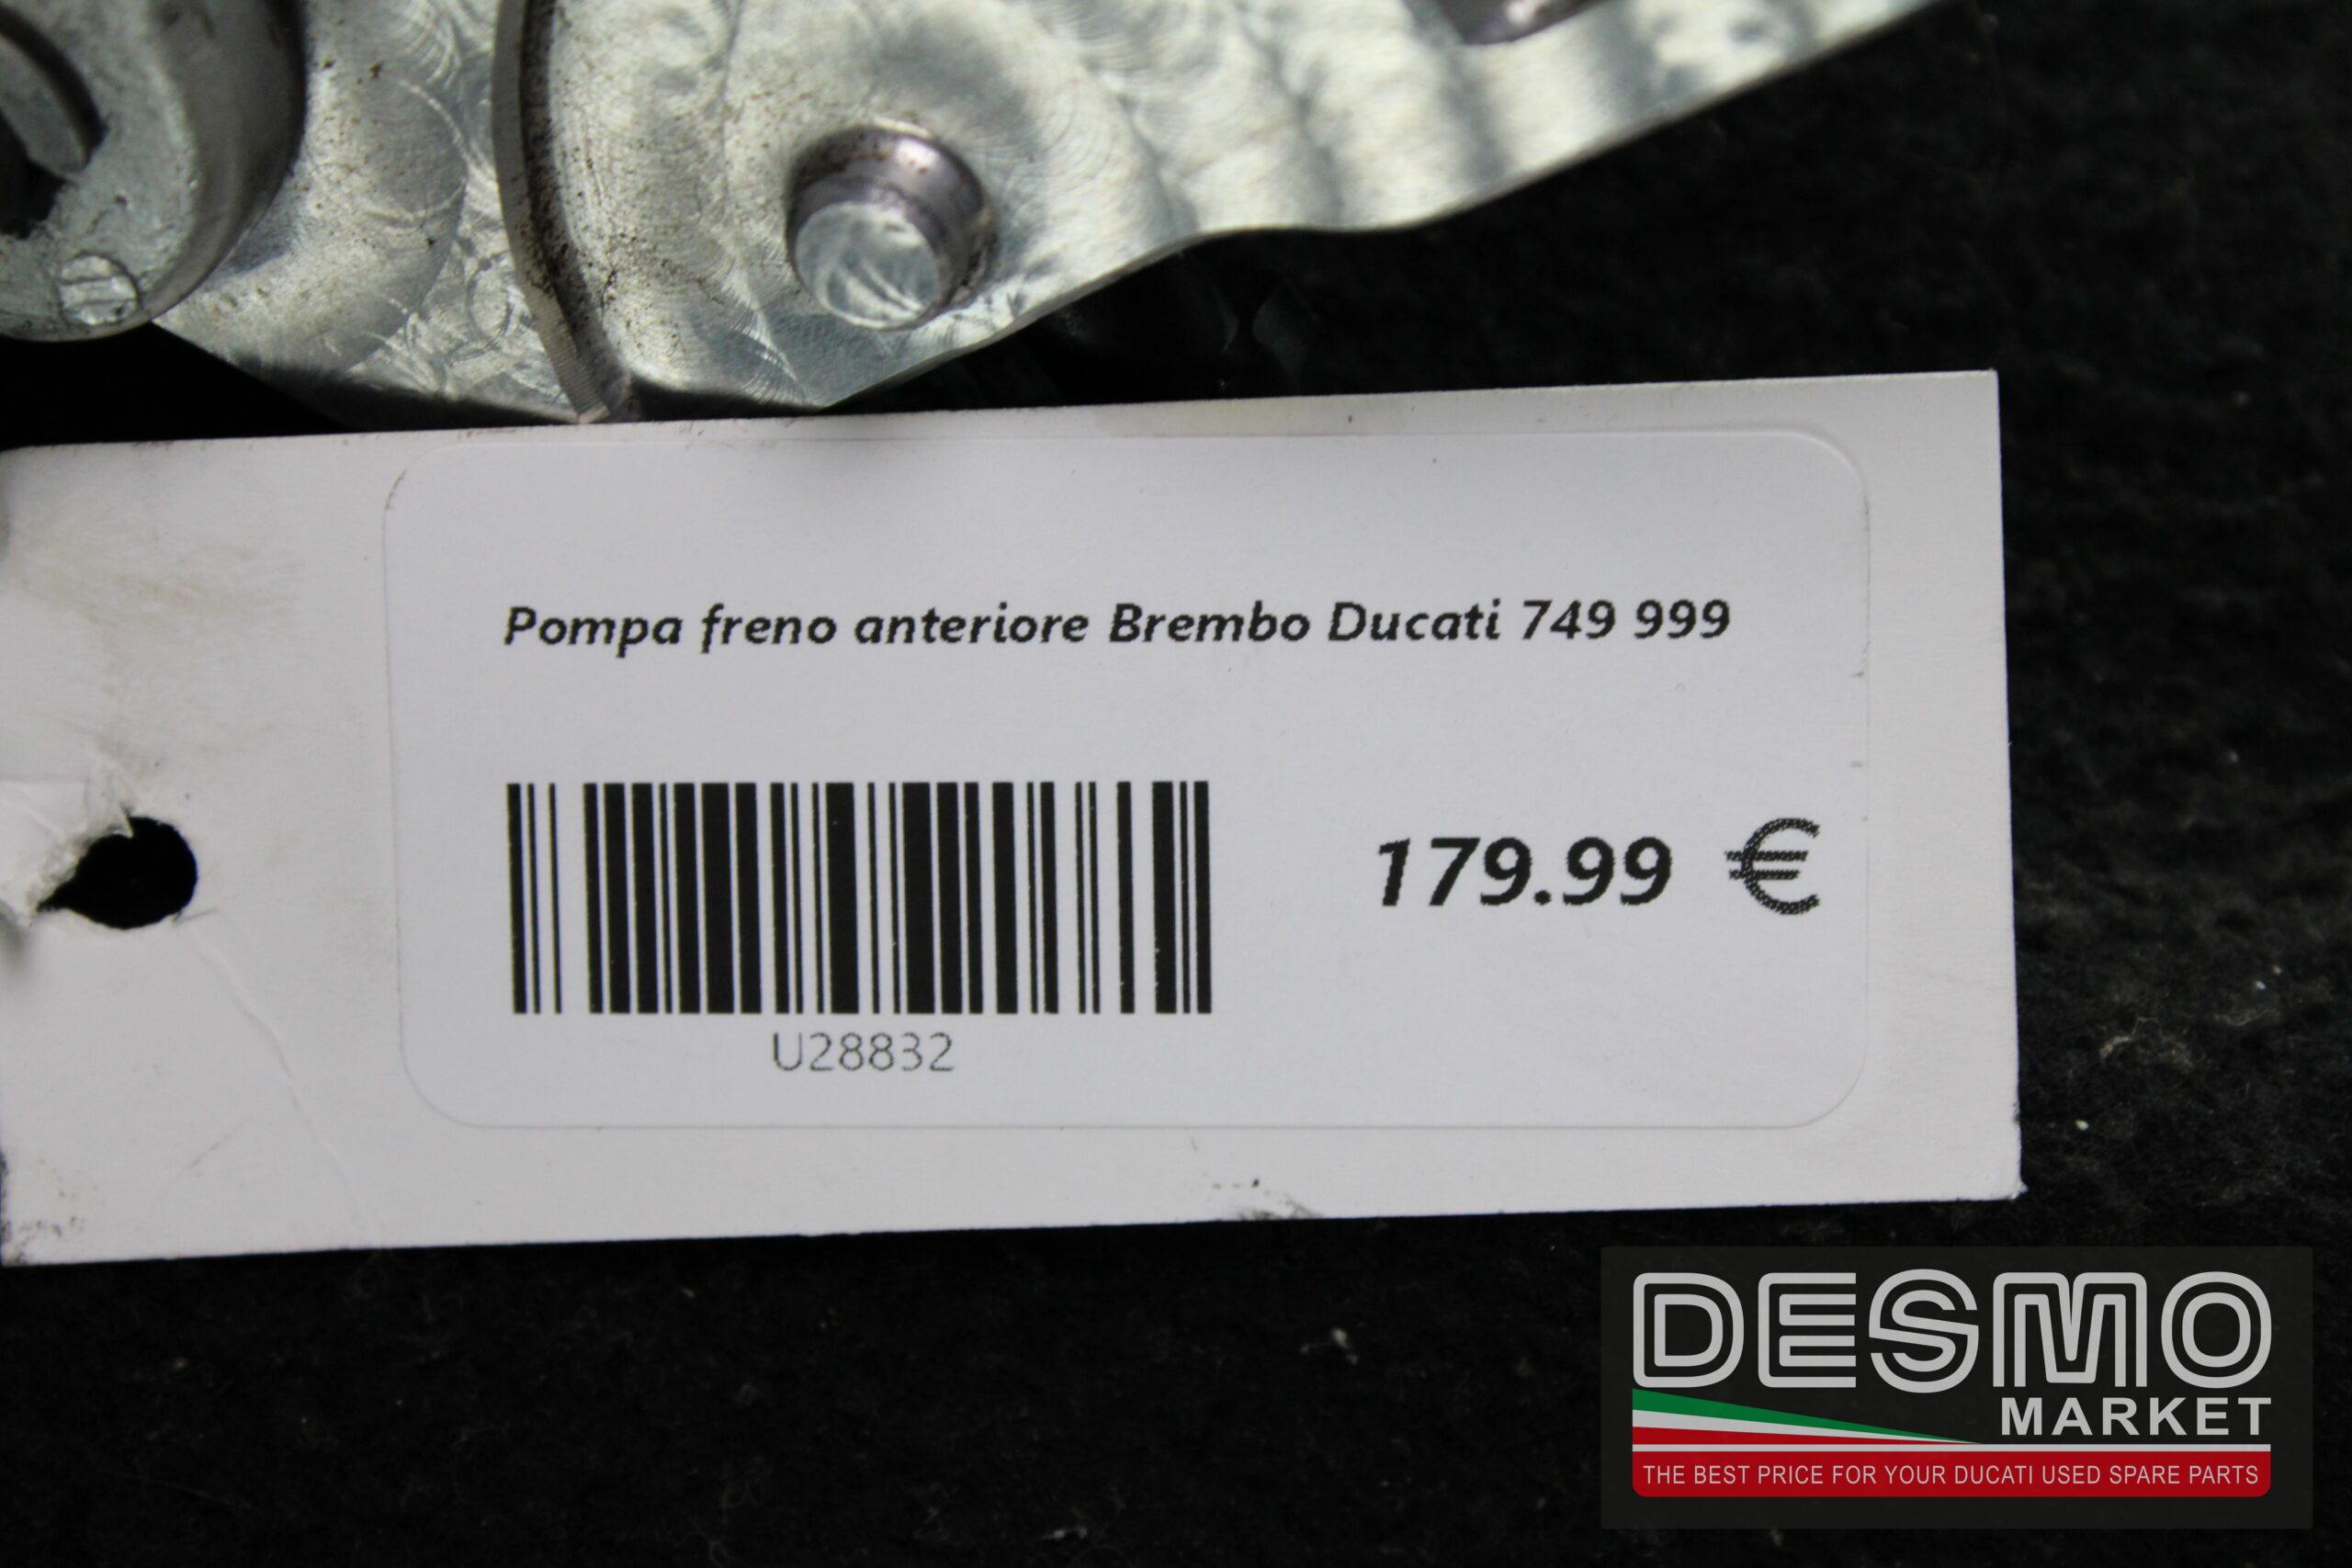 Pompa freno anteriore Brembo Ducati 749 999
179.99 €
U28832
DESMO
MARKET
THE BEST PRICE FOR YOUR DUCATI USED SPARE PARTS